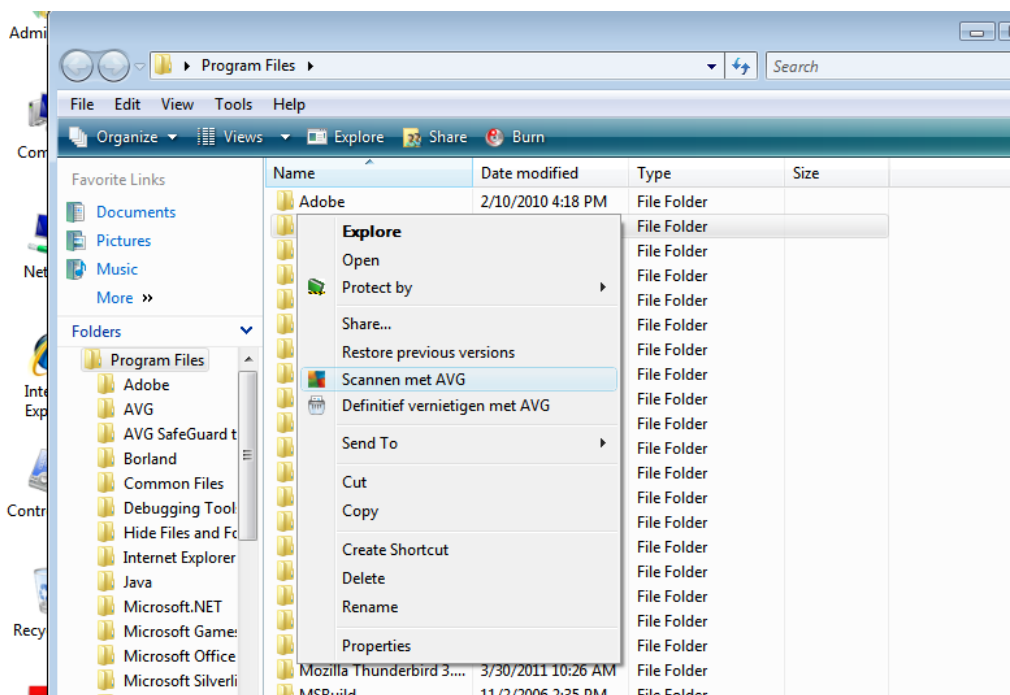 Admi
Program Files
Search
File Edit View Tools Help
Organize Views Explore Share Burn
Com
Favorite Links
Name Date modified Type Size
Documents
Adobe 2/10/2010 4:18 PM File Folder
Explore
File Folder
Pictures
Open
File Folder
Net
Music
Protect by
File Folder
More »
File Folder
Folders
Share...
File Folder
Program Files
Restore previous versions
File Folder
Inte
Exp
Adobe
Scannen met AVG
File Folder
AVG
Definitief vernietigen met AVG
File Folder
AVG SafeGuard t
Send To
File Folder
Borland
File Folder
Common Files
Cut
File Folder
Contr
Debugging Tool
Copy
File Folder
Hide Files and Fo
File Folder
Internet Explorer
Create Shortcut
File Folder
Java
Delete
File Folder
Microsoft.NET
Rename
File Folder
Recy
Microsoft Game
File Folder
Microsoft Office
Properties
File Folder
Microsoft Silverli
Mozilla Thunderbird 3.... 3/30/2011 10:26 AM File Folder
MSBuild 11/2/2006 2:35 PM File Folder